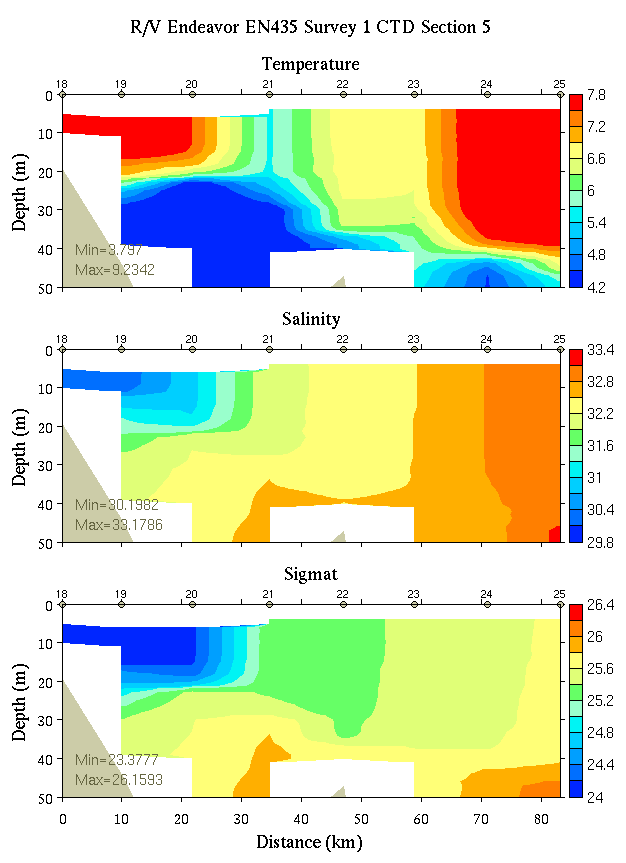 R/V Endeavor EN435 Survey 1 CTD Section 5
Temperature
18 19 20 21 22 23 24 25
0
10
20
30
40
50
Depth (m)
Min=3.797
Max=9.2342
7.8
7.2
6.6
6
5.4
4.8
4.2
Salinity
18 19 20 21 22 23 24 25
0
10
20
30
40
50
Depth (m)
Min=30.1982
Max=33.1786
33.4
32.8
32.2
31.6
31
30.4
29.8
Sigmat
18 19 20 21 22 23 24 25
0
10
20
30
40
50
Depth (m)
Min=23.3777
Max=26.1593
26.4
26
25.6
25.2
24.8
24.4
24
0 10 20 30 40 50 60 70 80
Distance (km)